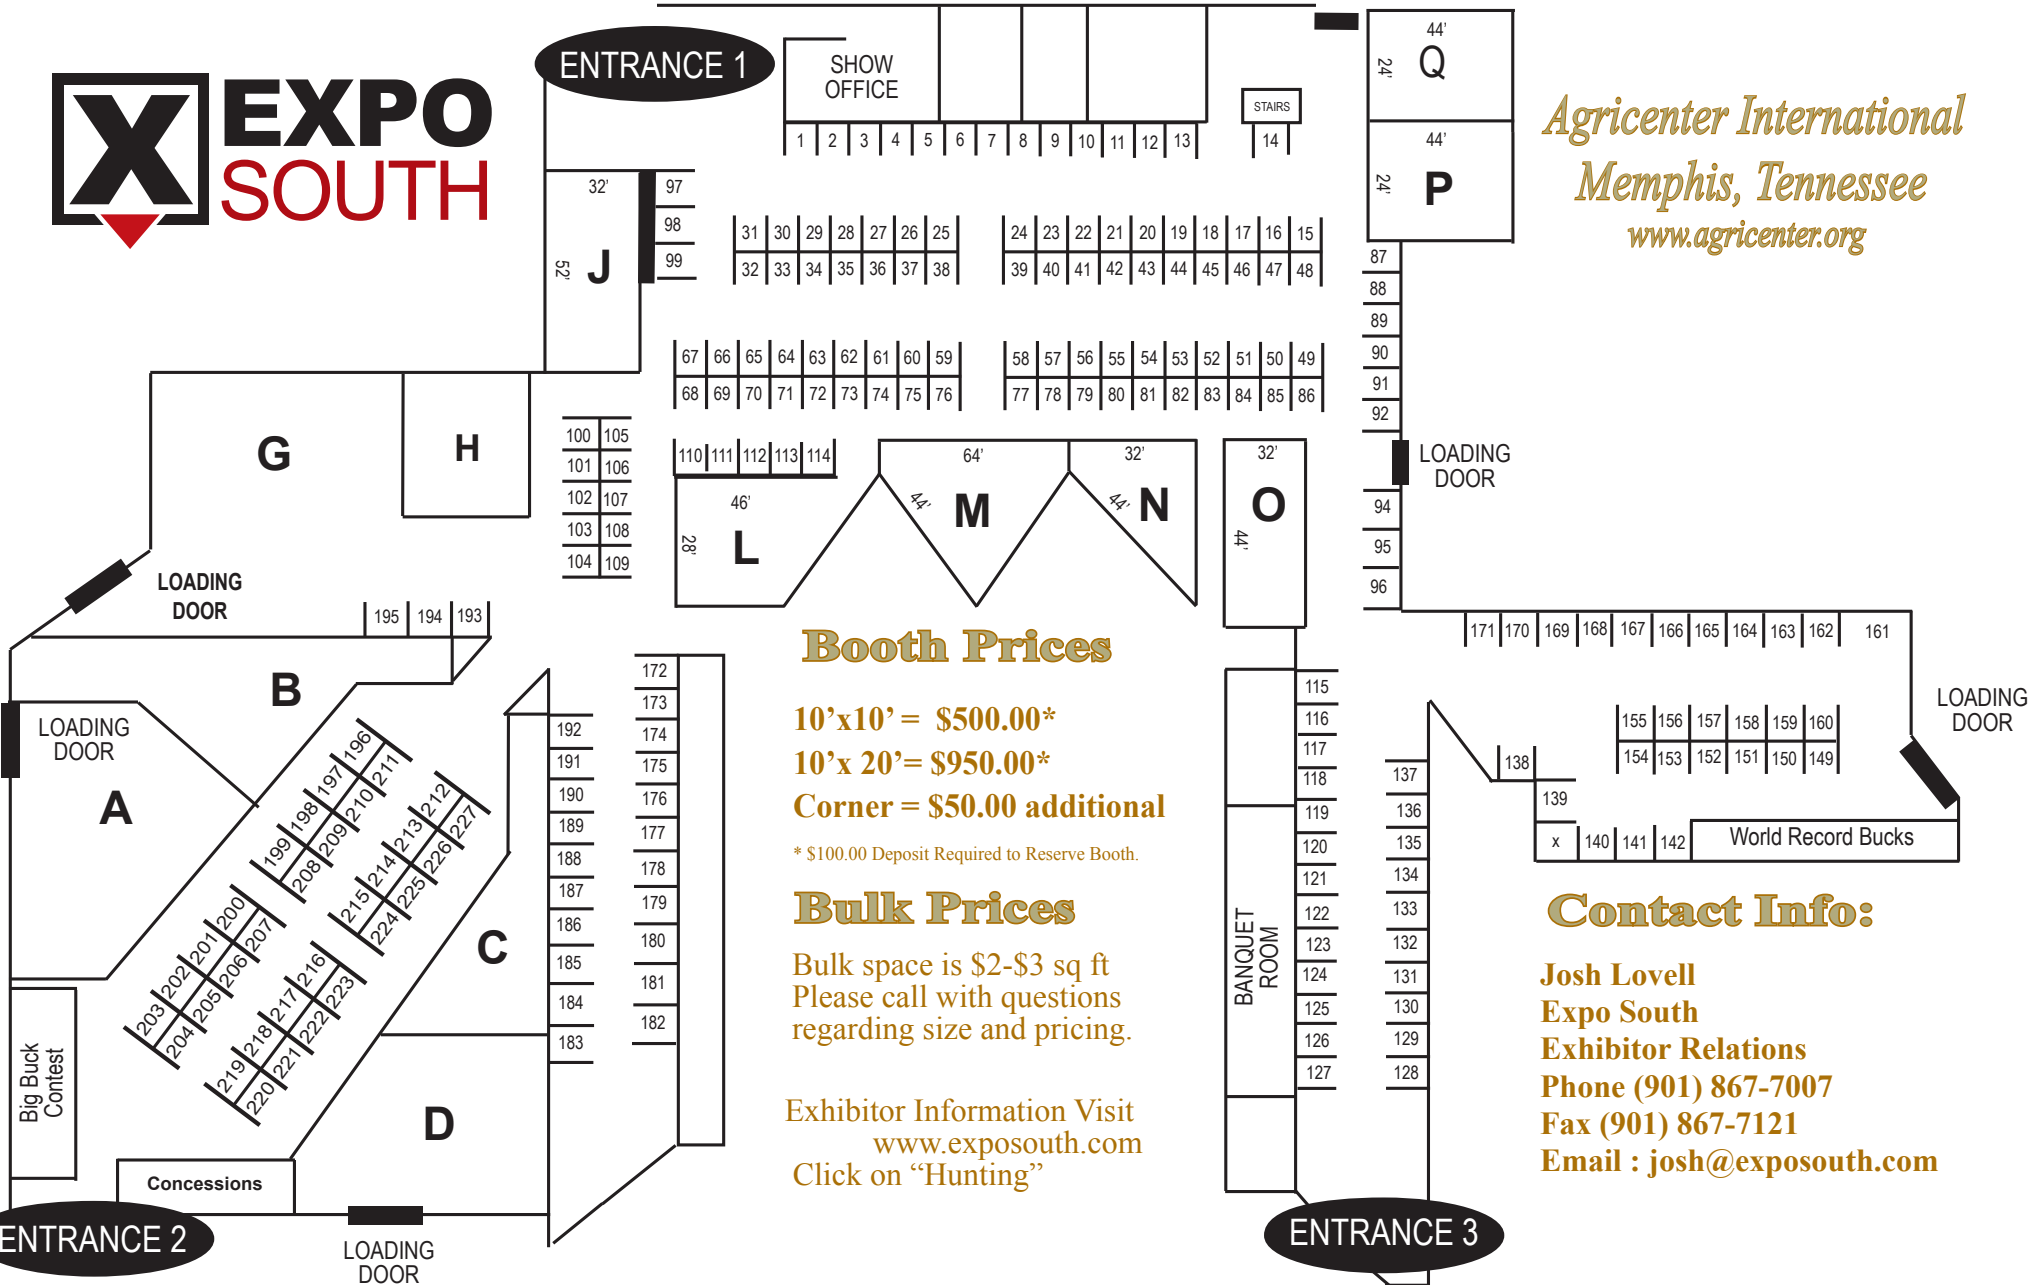 EXPO
SOUTH
ENTRANCE 1
SHOW
OFFICE
STAIRS
1 2 3 4 5 6 7 8 9 10 11 12 13
14
44'
24'
Q
44'
24'
P
Agricenter International
Memphis, Tennessee
www.agricenter.org
32'
52'
J
97
98
99
31 30 29 28 27 26 25
32 33 34 35 36 37 38
24 23 22 21 20 19 18 17 16 15
39 40 41 42 43 44 45 46 47 48
67 66 65 64 63 62 61 60 59
68 69 70 71 72 73 74 75 76
58 57 56 55 54 53 52 51 50 49
77 78 79 80 81 82 83 84 85 86
87
88
89
90
91
92
LOADING
DOOR
94
95
96
G
H
100 105
101 106
102 107
103 108
104 109
110 111 112 113 114
46'
28'
L
64'
44'
M
32'
44'
N
32'
44'
O
LOADING
DOOR
195 194 193
B
LOADING
DOOR
A
196
197
198
199
211
210
209
208
200
201
202
203
207
206
205
204
212
213
214
215
227
226
225
224
216
217
218
219
223
222
221
220
C
D
192
191
190
189
188
187
186
185
184
183
172
173
174
175
176
177
178
179
180
181
182
Big Buck
Contest
Concessions
ENTRANCE 2
LOADING
DOOR
Booth Prices
10’x10’ = $500.00*
10’x 20’= $950.00*
Corner = $50.00 additional
* $100.00 Deposit Required to Reserve Booth.
Bulk Prices
Bulk space is $2-$3 sq ft
Please call with questions
regarding size and pricing.
Exhibitor Information Visit
www.exposouth.com
Click on “Hunting”
BANQUET
ROOM
115
116
117
118
119
120
121
122
123
124
125
126
127
137
136
135
134
133
132
131
130
129
128
ENTRANCE 3
171 170 169 168 167 166 165 164 163 162 161
155 156 157 158 159 160
154 153 152 151 150 149
LOADING
DOOR
138
139
x 140 141 142
World Record Bucks
Contact Info:
Josh Lovell
Expo South
Exhibitor Relations
Phone (901) 867-7007
Fax (901) 867-7121
Email : josh@exposouth.com